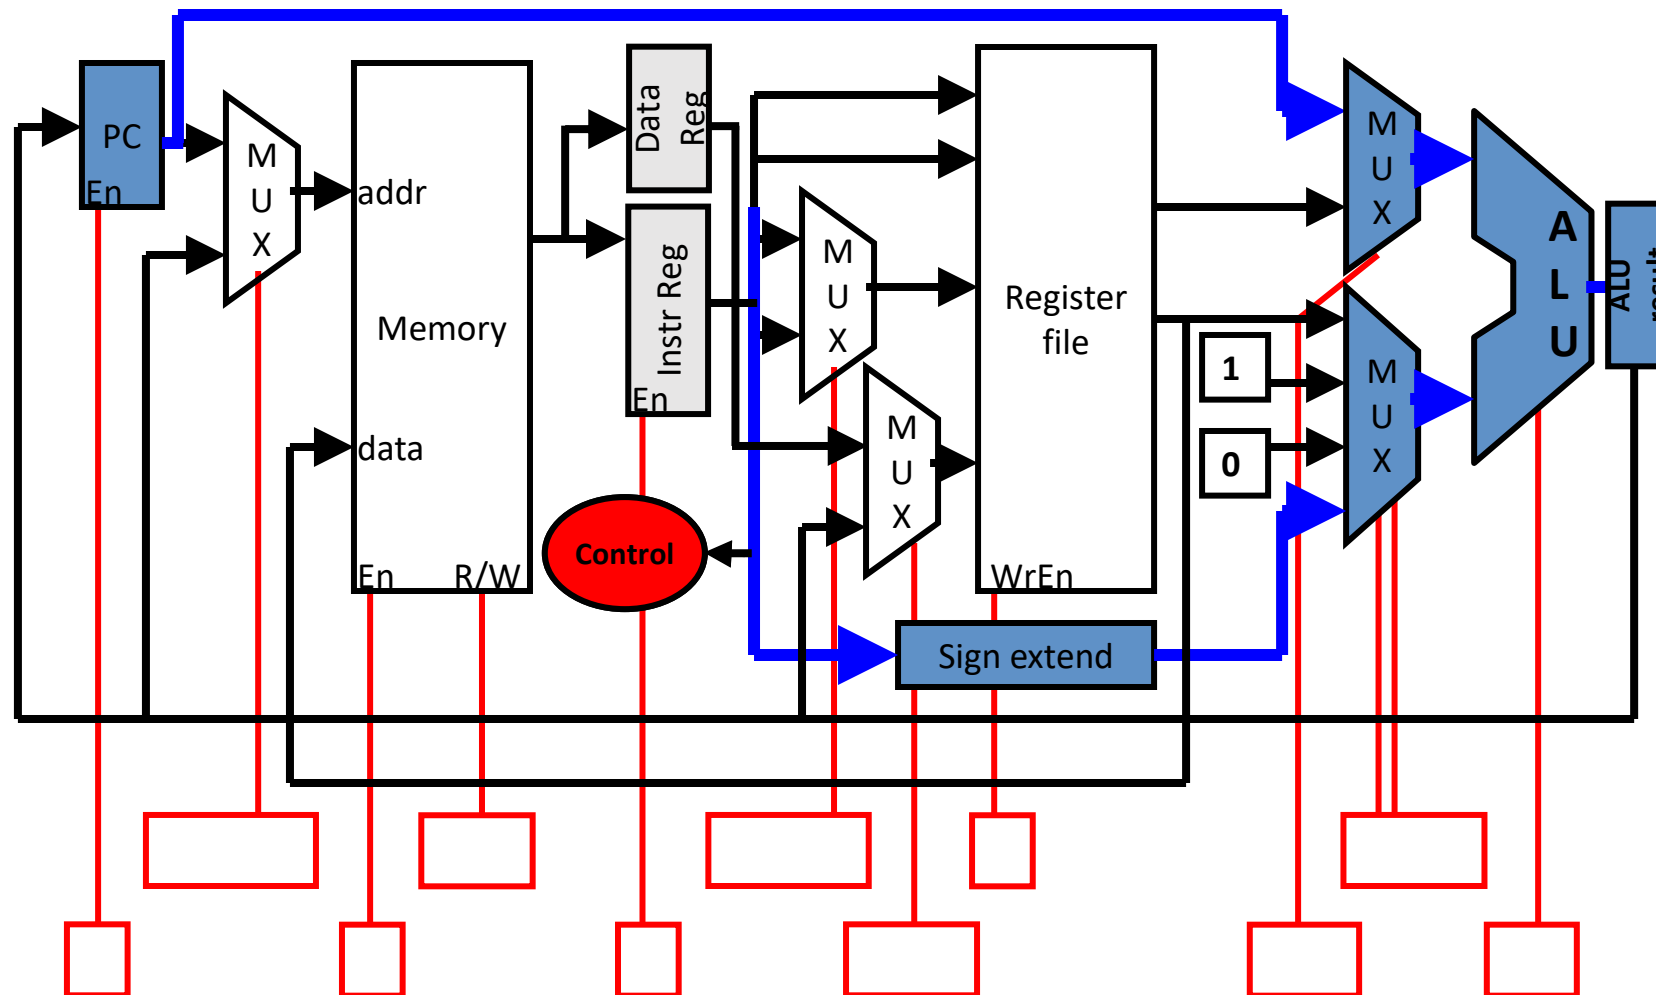 PC
En
M
U
X
addr
data
Memory
En
R/W
Data
Reg
Instr Reg
En
Control
M
U
X
M
U
X
Register
file
WrEn
Sign extend
1
0
M
U
X
M
U
X
A
L
U
ALU
result